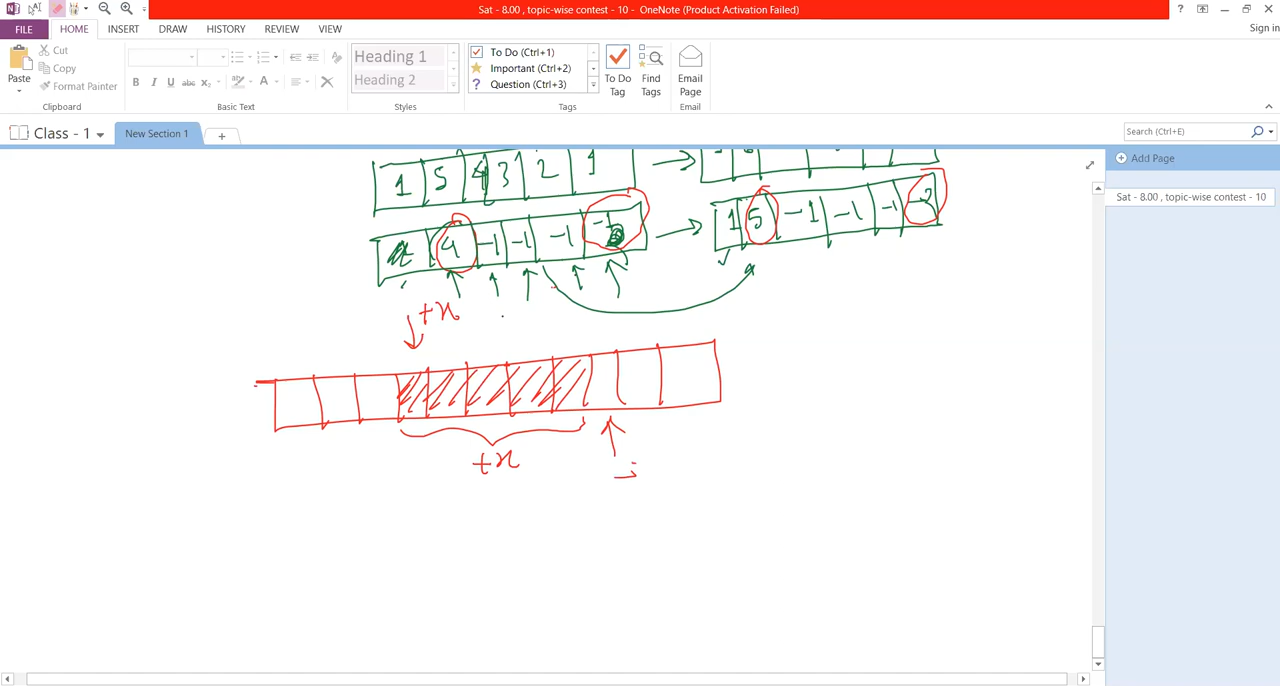 Sat - 8.00 , topic-wise contest - 10 - OneNote (Product Activation Failed)
FILE HOME INSERT DRAW HISTORY REVIEW VIEW Sign in
Paste
Cut
Copy
Format Painter
Clipboard
B I U abc X₂ A
Basic Text
Heading 1
Heading 2
Styles
To Do (Ctrl+1)
Important (Ctrl+2)
Question (Ctrl+3)
Tags
To Do Tag
Find Tags
Email Page
Email
Class - 1
New Section 1
Search (Ctrl+E)
Add Page
Sat - 8.00 , topic-wise contest - 10
1 5 4 3 2 1
4 -1 -1 -1 -1
1 5 -1 -1 -1
+x
+x